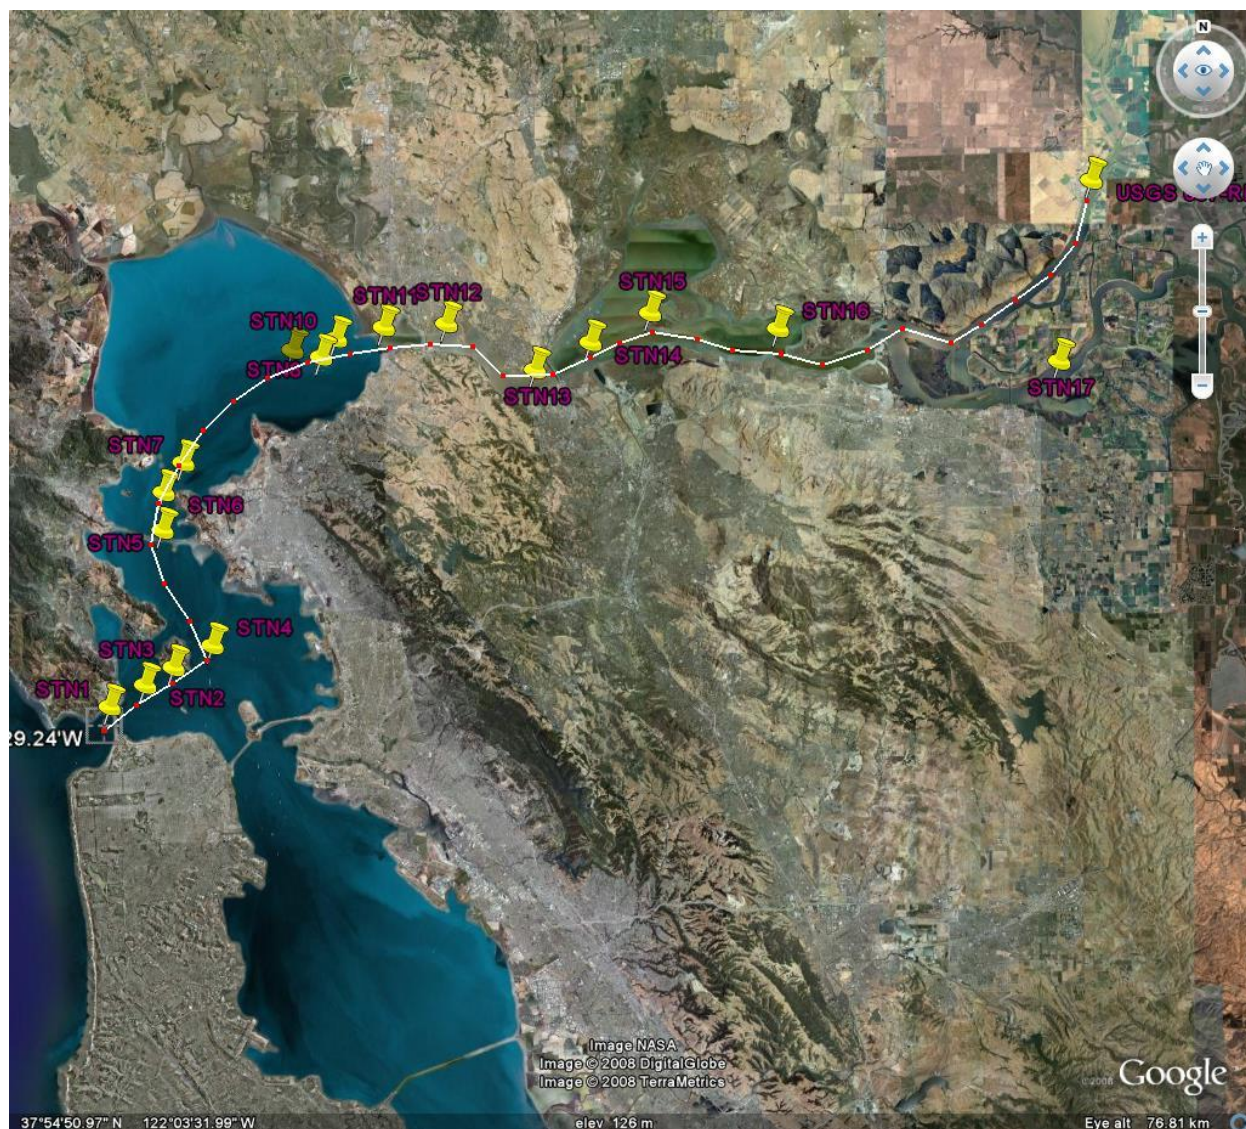 N
USGS
STN15
STN11
STN12
STN10
STN16
STN14
STN17
STN13
STN7
STN6
STN5
STN4
STN3
STN1
STN2
29.24'W
Image NASA
Image © 2008 DigitalGlobe
Image © 2008 TerraMetrics
©2008 Google
37°54'50.97" N 122°03'31.99" W elev 126 m Eye alt 76.81 km